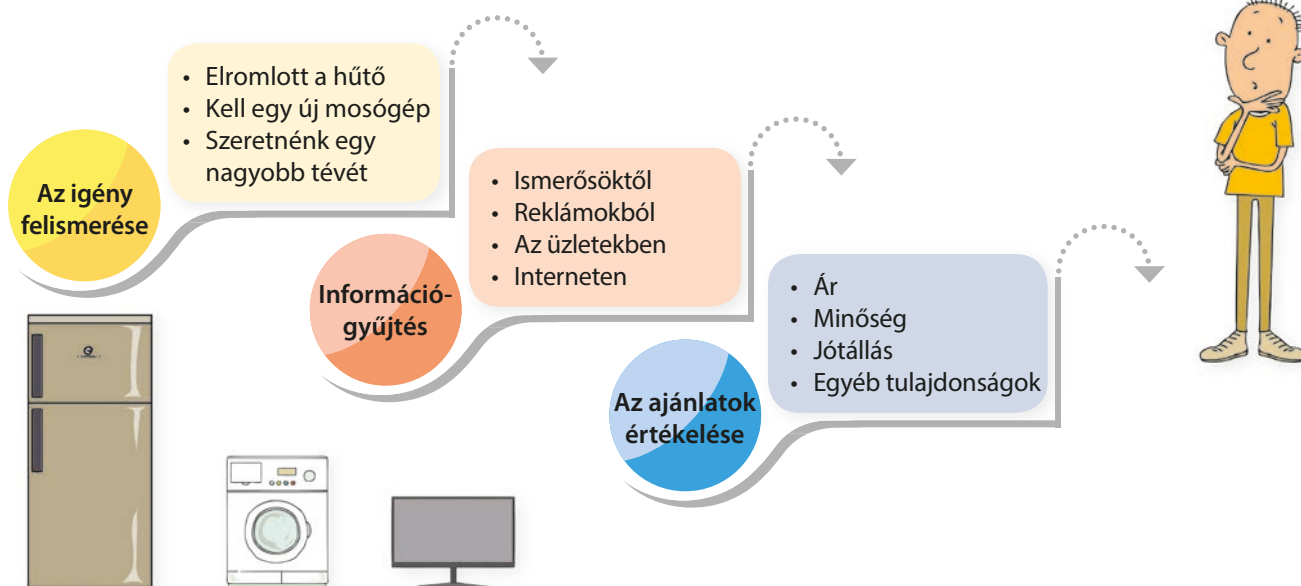 • Elromlott a hűtő
• Kell egy új mosógép
• Szeretnénk egy
nagyobb tévét
Az igény
felismerése
• Ismerősöktől
• Reklámokból
• Az üzletekben
• Interneten
Információ-
gyűjtés
• Ár
• Minőség
• Jótállás
• Egyéb tulajdonságok
Az ajánlatok
értékelése